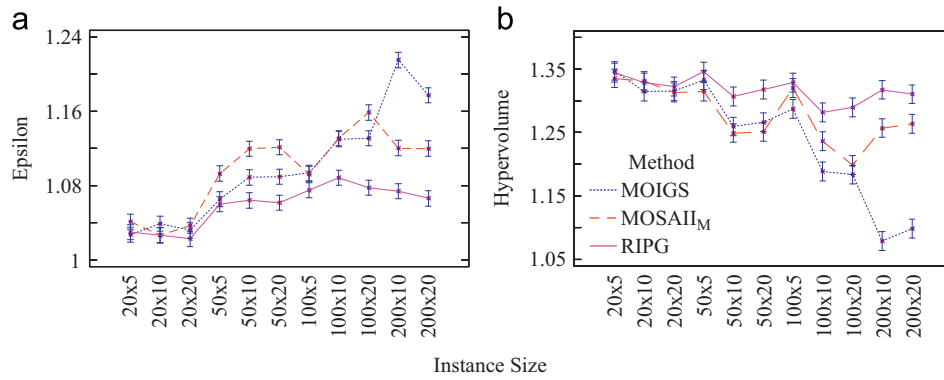 a
1.24
1.16
1.08
1
Epsilon
20x5
20x10
20x20
50x5
50x10
50x20
100x5
100x10
100x20
200x10
200x20
b
1.35
1.25
1.15
1.05
Hypervolume
Method
MOIGS
MOSAII_M
RIPG
20x5
20x10
20x20
50x5
50x10
50x20
100x5
100x10
100x20
200x10
200x20
Instance Size